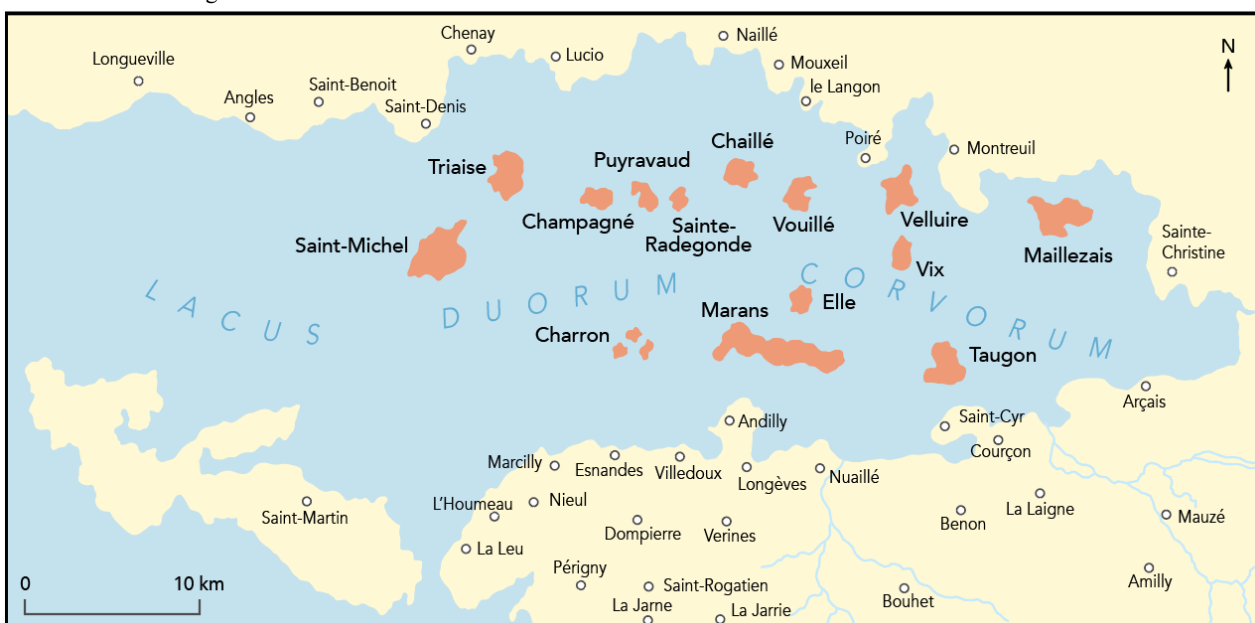 Naillé
Chenay
Lucio
N
Longueville
Mouxeil
Saint-Benoit
le Langon
Angles
Saint-Denis
Poiré
Montreuil
Chaillé
Puyravaud
Triaise
Champagné
Sainte-
Radegonde
Vouillé
Velluire
Maillezais
Sainte-
Christine
Saint-Michel
Vix
LACUS DUORUM CORVORUM
Elle
Marans
Charron
Taugon
Arçais
Andilly
Saint-Cyr
Courçon
Marcilly
Esnandes
Villedoux
Longèves
Nuaillé
L'Houmeau
Nieul
Saint-Martin
Dompierre
Verines
Benon
La Laigne
Mauzé
La Leu
Périgny
Saint-Rogatien
Bouhet
Amilly
La Jarne
La Jarrie
0 10 km